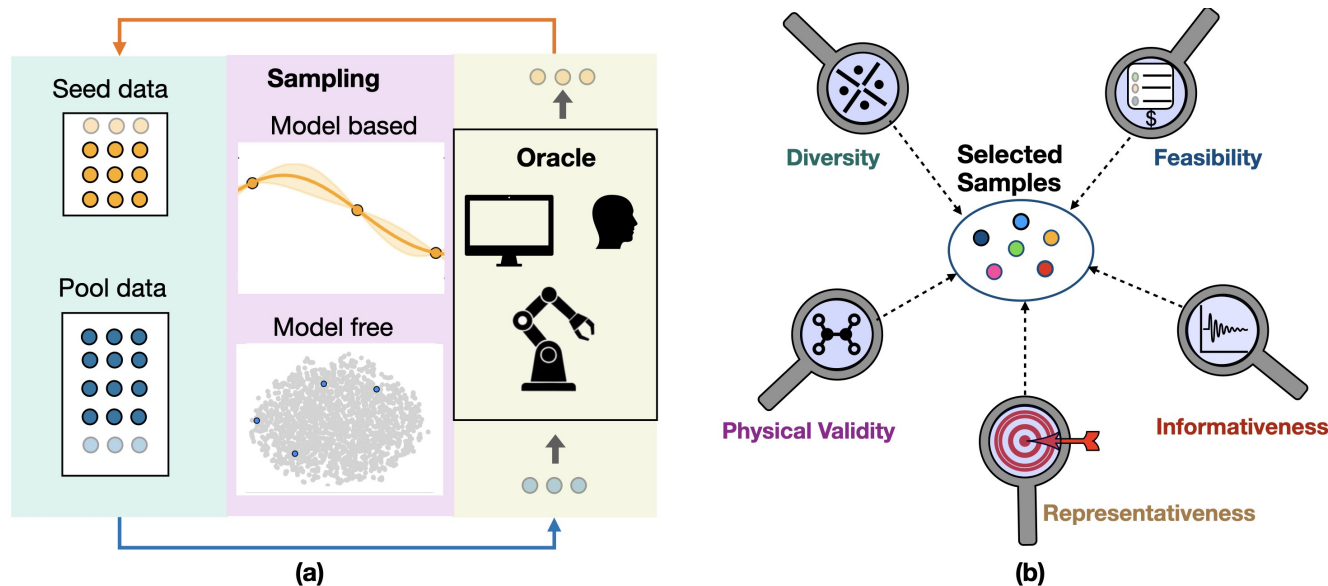 Seed data
Pool data
Sampling
Model based
Model free
Oracle
(a)
Diversity
Feasibility
$
Selected
Samples
Physical Validity
Informativeness
Representativeness
(b)